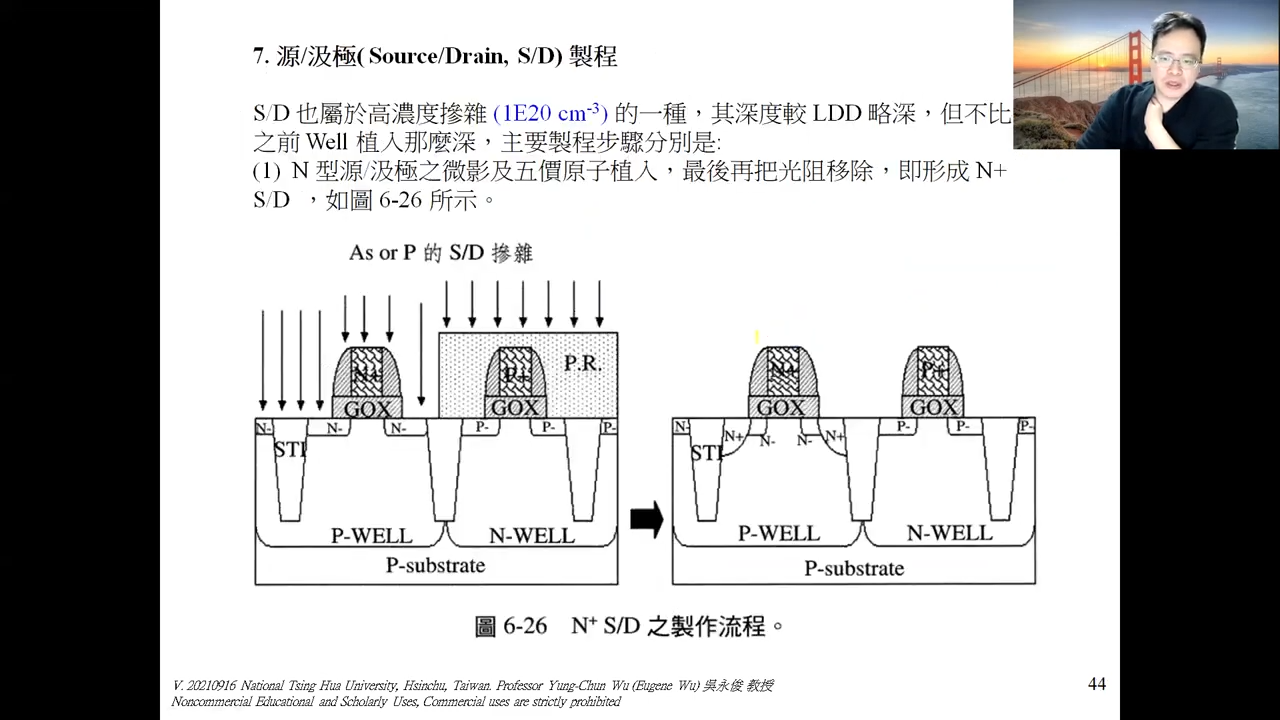 7. 源/汲極( Source/Drain, S/D) 製程
S/D 也屬於高濃度摻雜 (1E20 cm-3) 的一種，其深度較 LDD 略深，但不比
之前 Well 植入那麼深，主要製程步驟分別是:
(1) N 型源/汲極之微影及五價原子植入，最後再把光阻移除，即形成 N+
S/D ，如圖 6-26 所示。
As or P 的 S/D 摻雜
P.R.
N+ P+ N+ P+
GOX GOX GOX GOX
N- N- N- P- P- P- N- N+ N- N- N+ P- P- P-
STI STI
P-WELL N-WELL P-WELL N-WELL
P-substrate P-substrate
圖 6-26 N+ S/D 之製作流程。
V. 20210916 National Tsing Hua University, Hsinchu, Taiwan. Professor Yung-Chun Wu (Eugene Wu) 吳永俊 教授
Noncommercial Educational and Scholarly Uses, Commercial uses are strictly prohibited
44